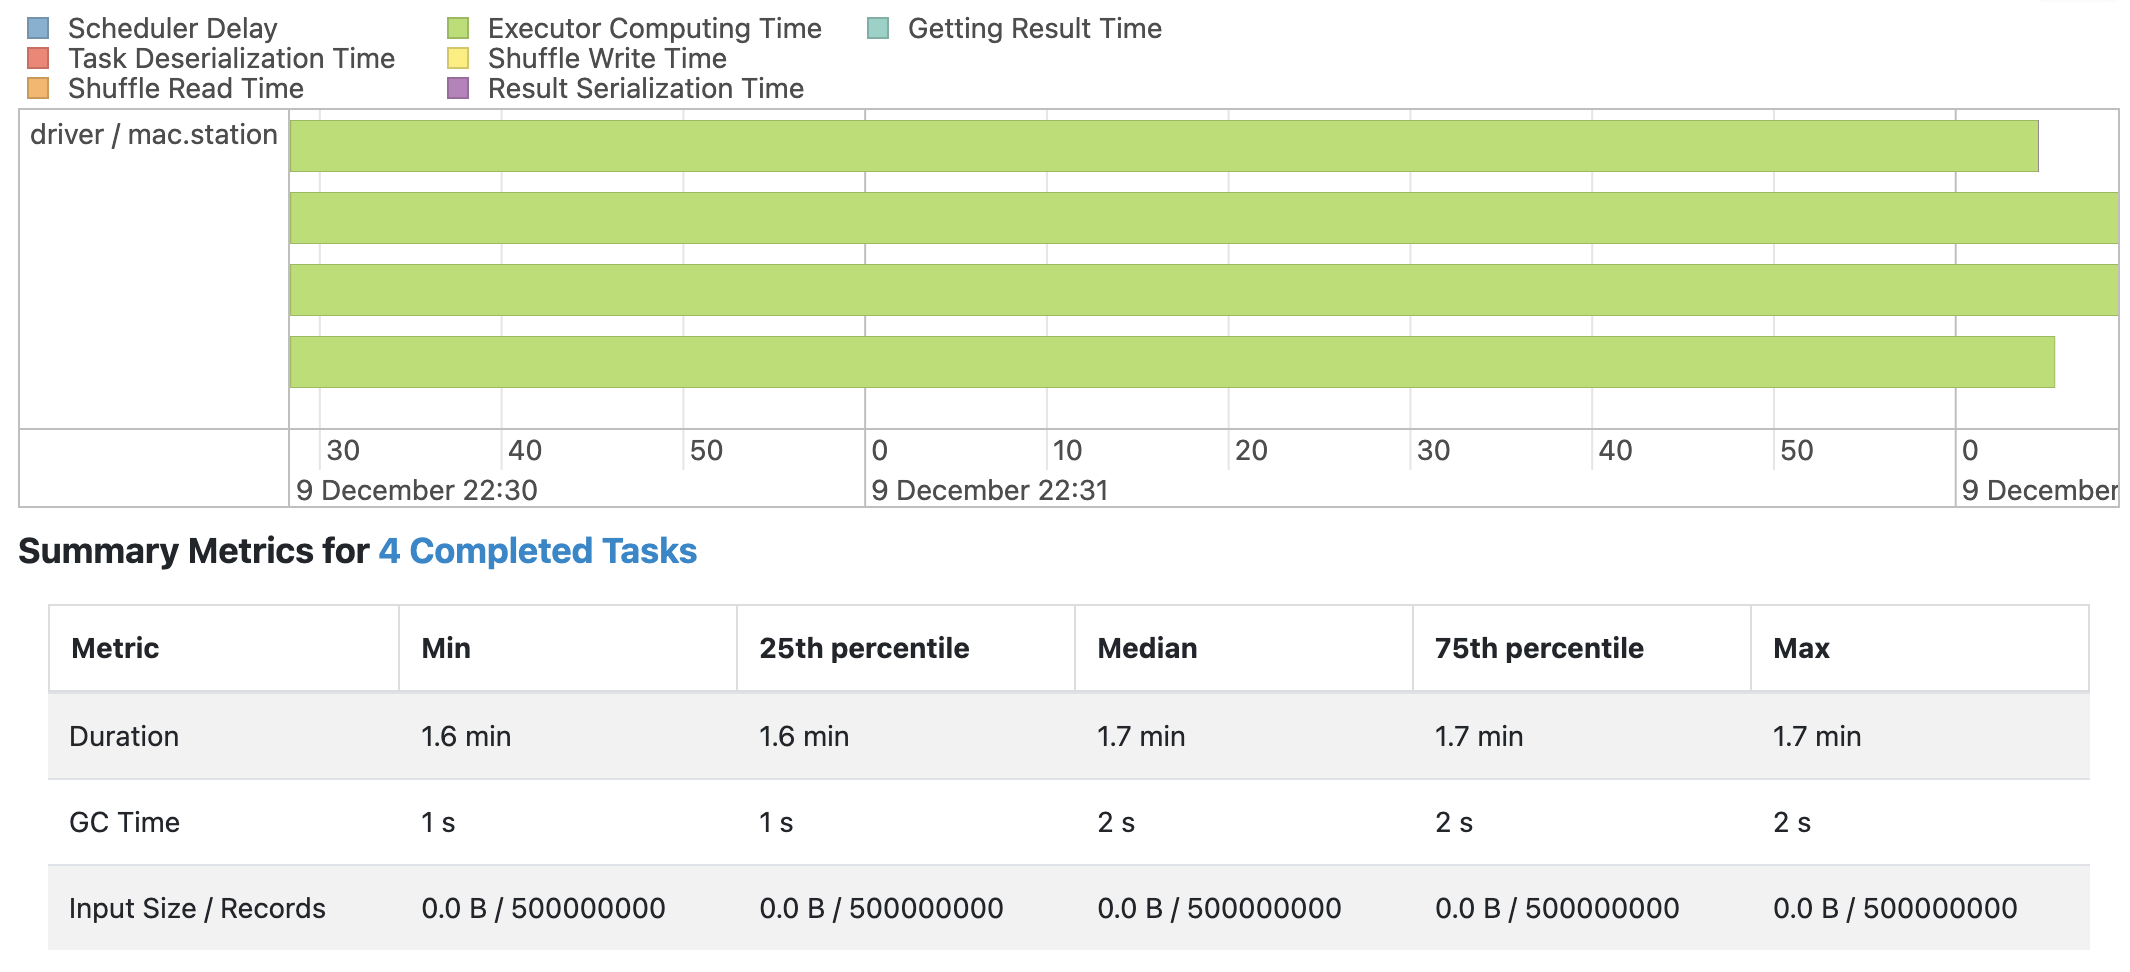 Scheduler Delay Executor Computing Time Getting Result Time
Task Deserialization Time Shuffle Write Time
Shuffle Read Time Result Serialization Time
driver / mac.station
30 40 50 0 10 20 30 40 50 0
9 December 22:30 9 December 22:31 9 December
Summary Metrics for 4 Completed Tasks
Metric Min 25th percentile Median 75th percentile Max
Duration 1.6 min 1.6 min 1.7 min 1.7 min 1.7 min
GC Time 1 s 1 s 2 s 2 s 2 s
Input Size / Records 0.0 B / 500000000 0.0 B / 500000000 0.0 B / 500000000 0.0 B / 500000000 0.0 B / 500000000